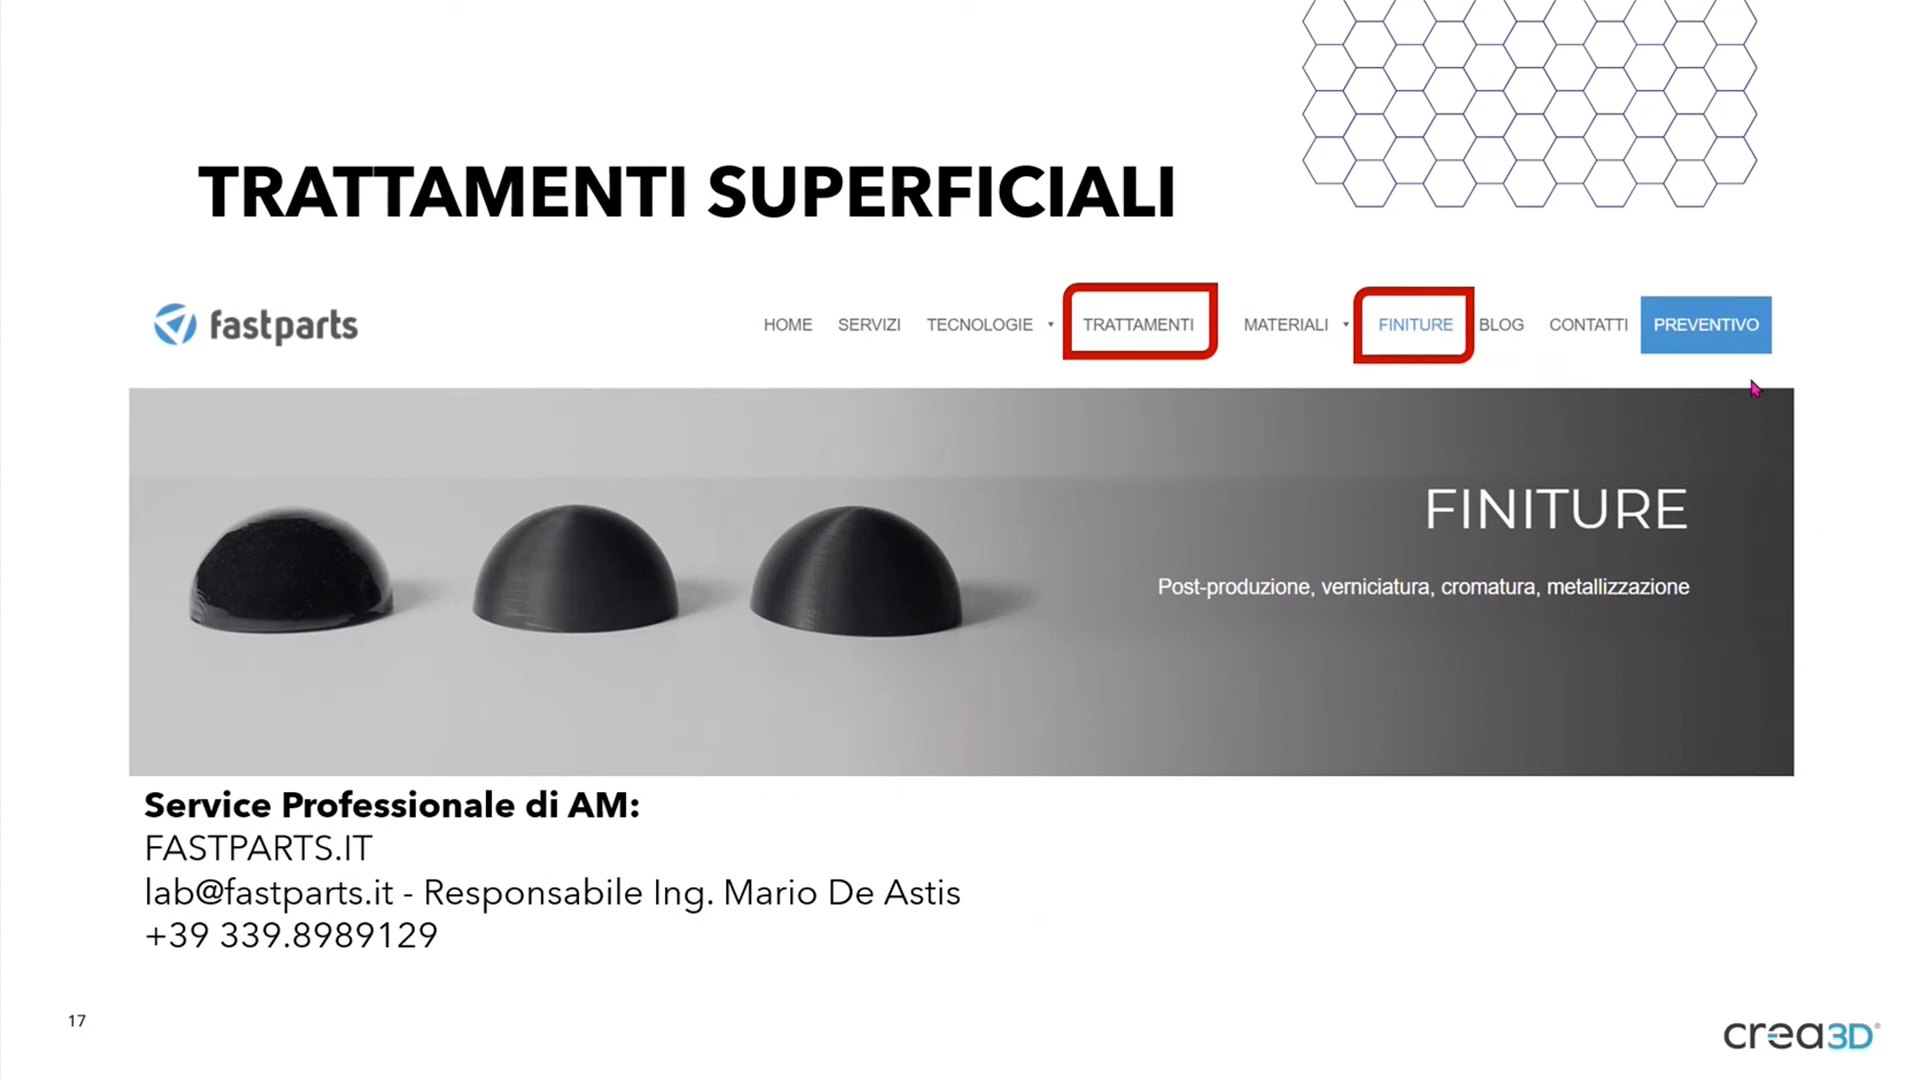 TRATTAMENTI SUPERFICIALI
fastparts
HOME SERVIZI TECNOLOGIE TRATTAMENTI MATERIALI FINITURE BLOG CONTATTI PREVENTIVO
FINITURE
Post-produzione, verniciatura, cromatura, metallizzazione
Service Professionale di AM:
FASTPARTS.IT
lab@fastparts.it - Responsabile Ing. Mario De Astis
+39 339.8989129
17
crea3D®